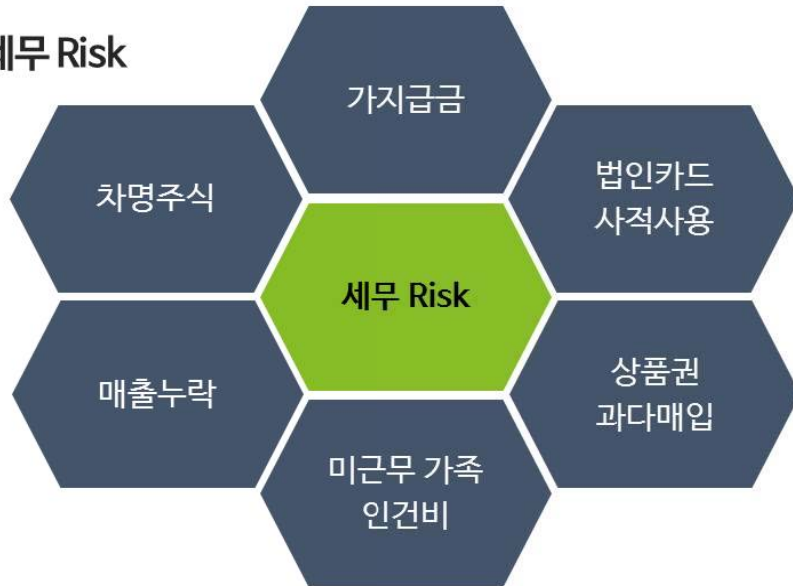 세무 Risk
가지급금
차명주식
법인카드
사적사용
세무 Risk
매출누락
상품권
과다매입
미근무 가족
인건비